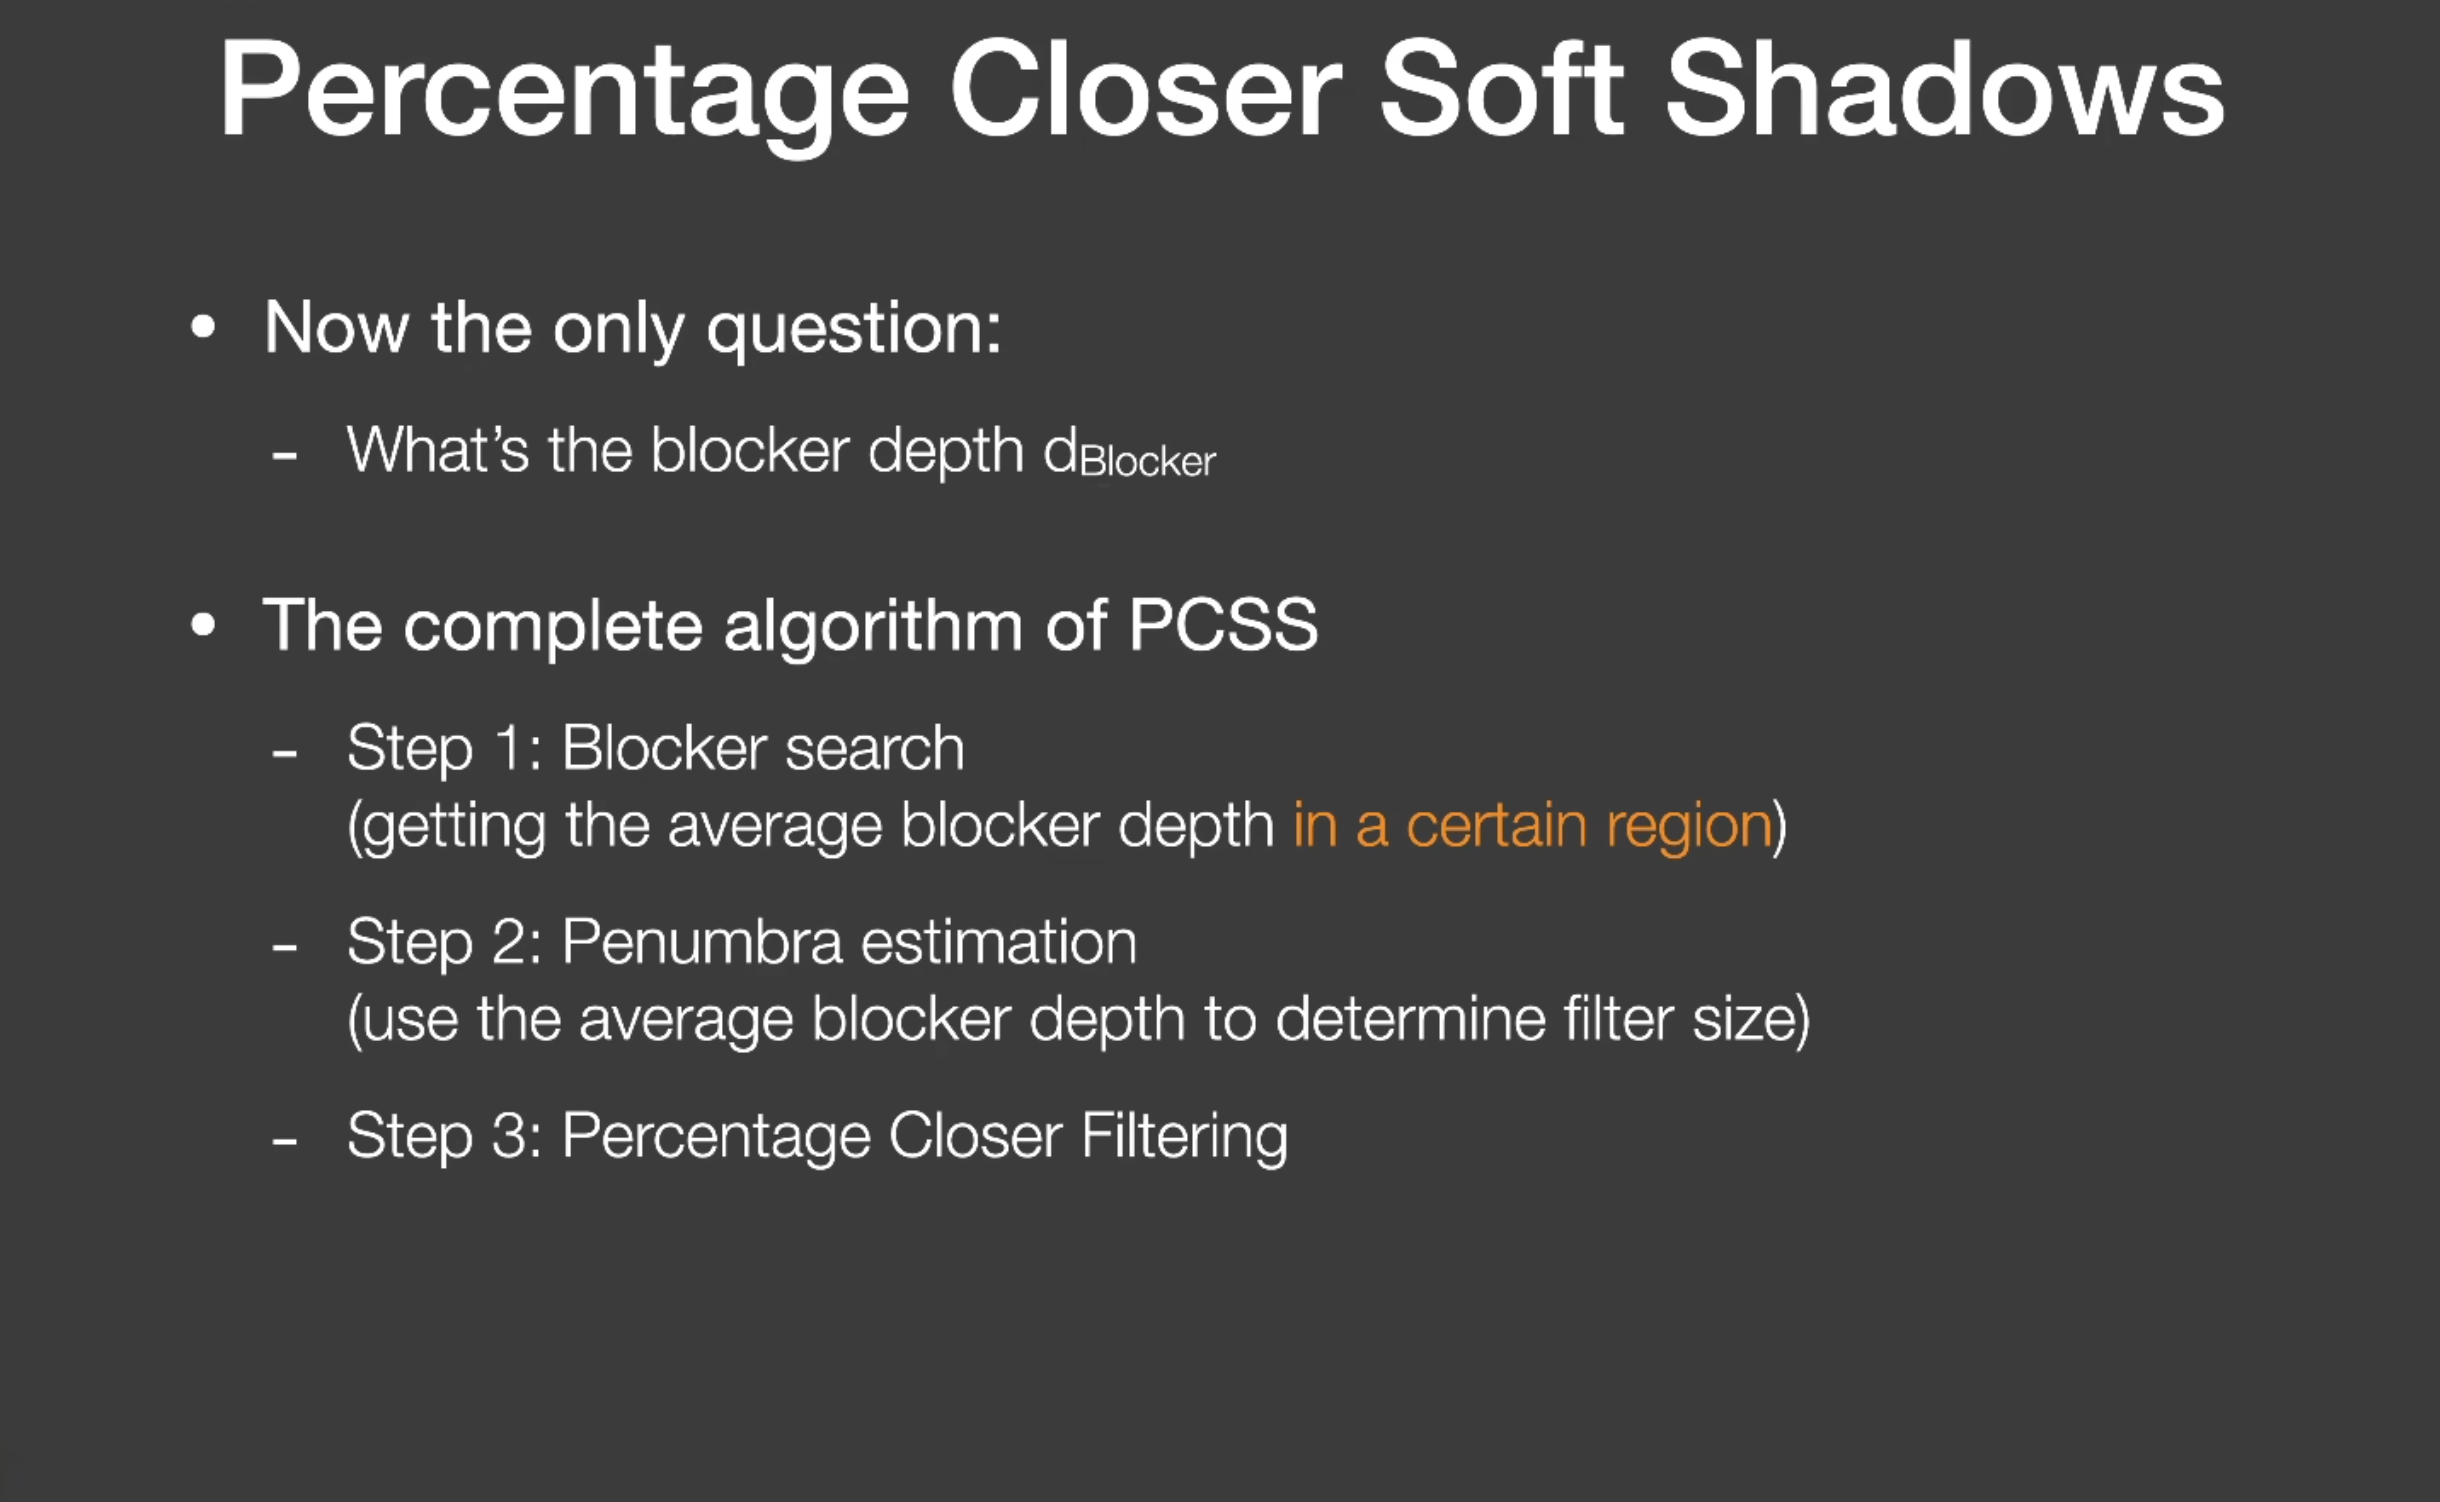 Percentage Closer Soft Shadows
• Now the only question:
- What’s the blocker depth dBlocker
• The complete algorithm of PCSS
- Step 1: Blocker search
(getting the average blocker depth in a certain region)
- Step 2: Penumbra estimation
(use the average blocker depth to determine filter size)
- Step 3: Percentage Closer Filtering